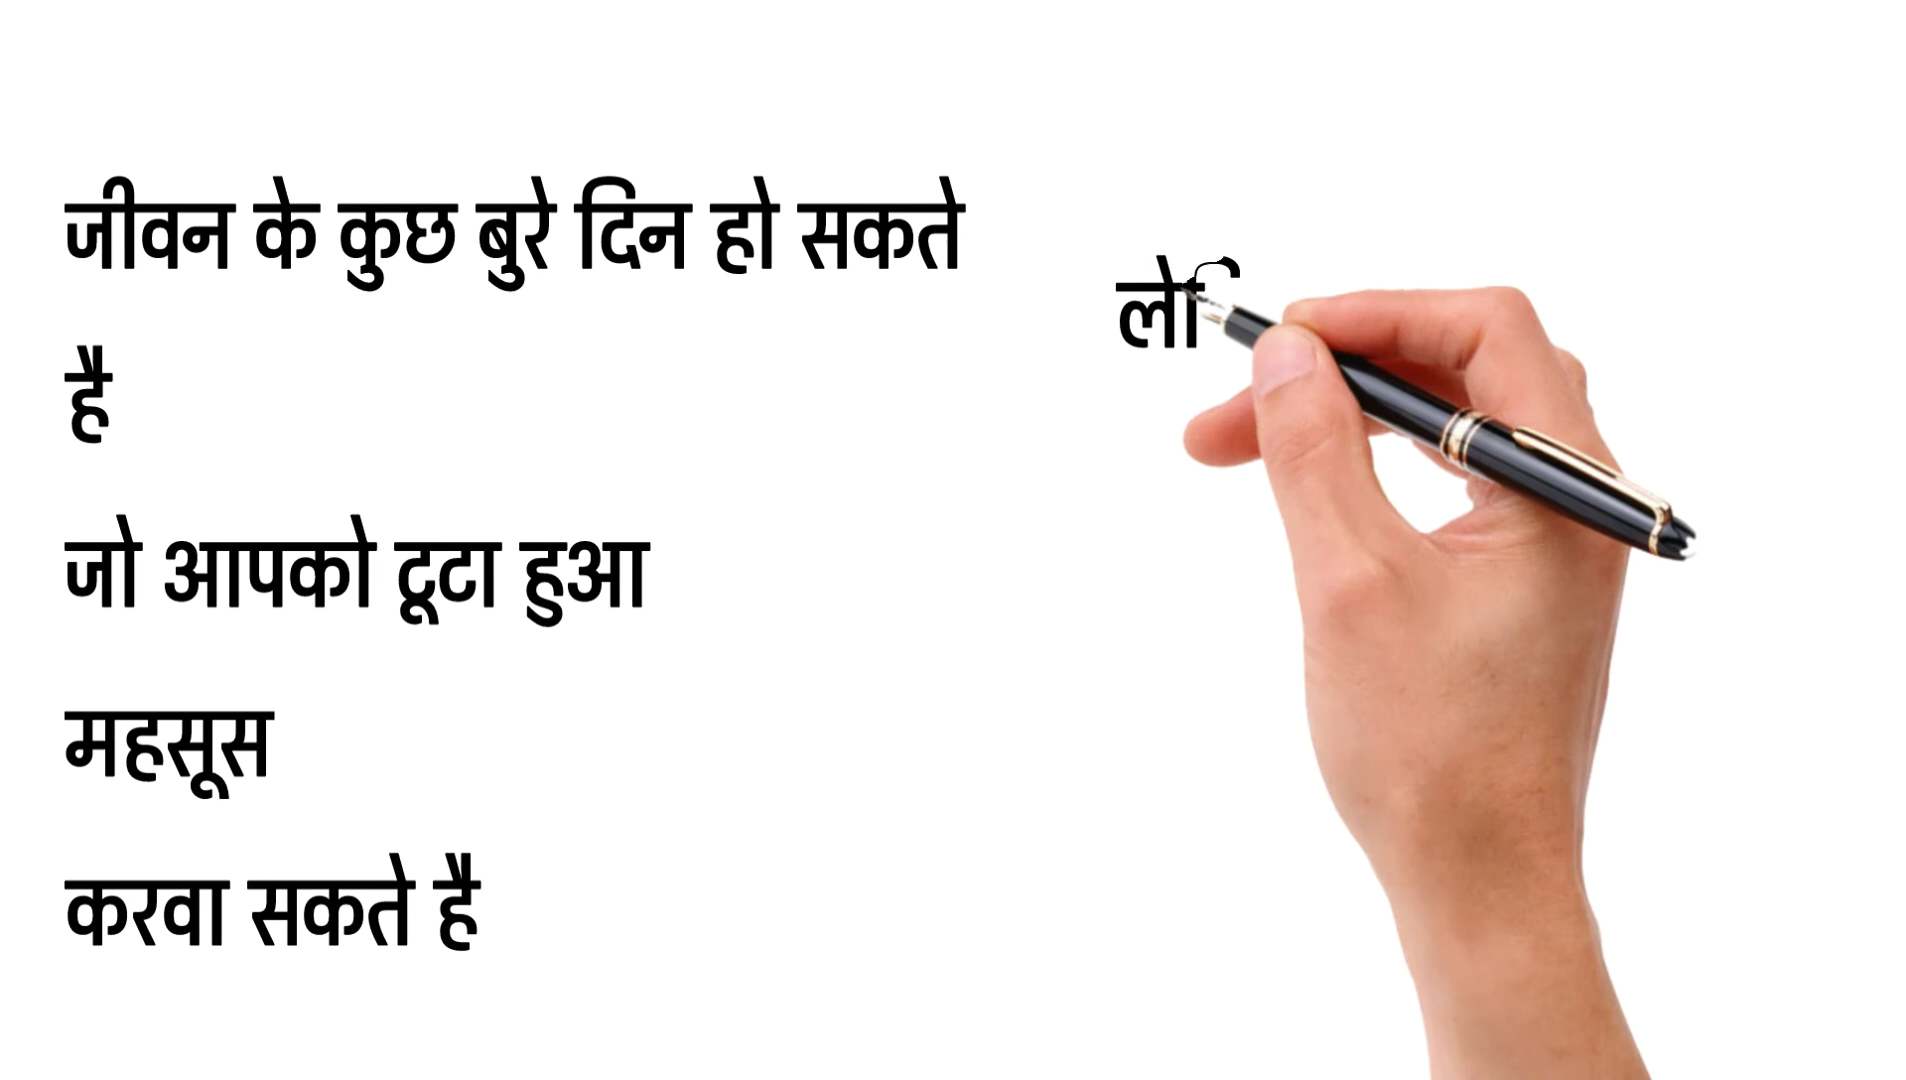 जीवन के कुछ बुरे दिन हो सकते
है
जो आपको टूटा हुआ
महसूस
करवा सकते है